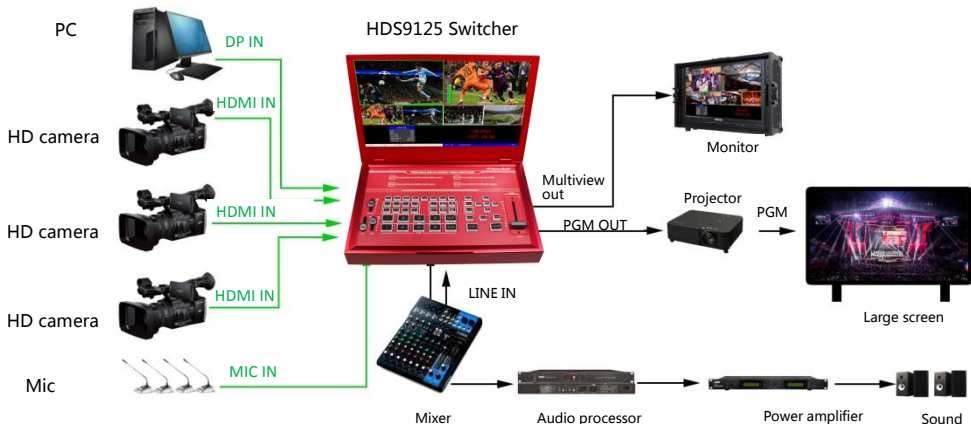 PC
HDS9125 Switcher
DP IN
HDMI IN
HD camera
Monitor
Multiview
out
Projector
HDMI IN
PGM OUT
PGM
HD camera
HDMI IN
LINE IN
HD camera
Large screen
Mic
MIC IN
Mixer
Audio processor
Power amplifier
Sound